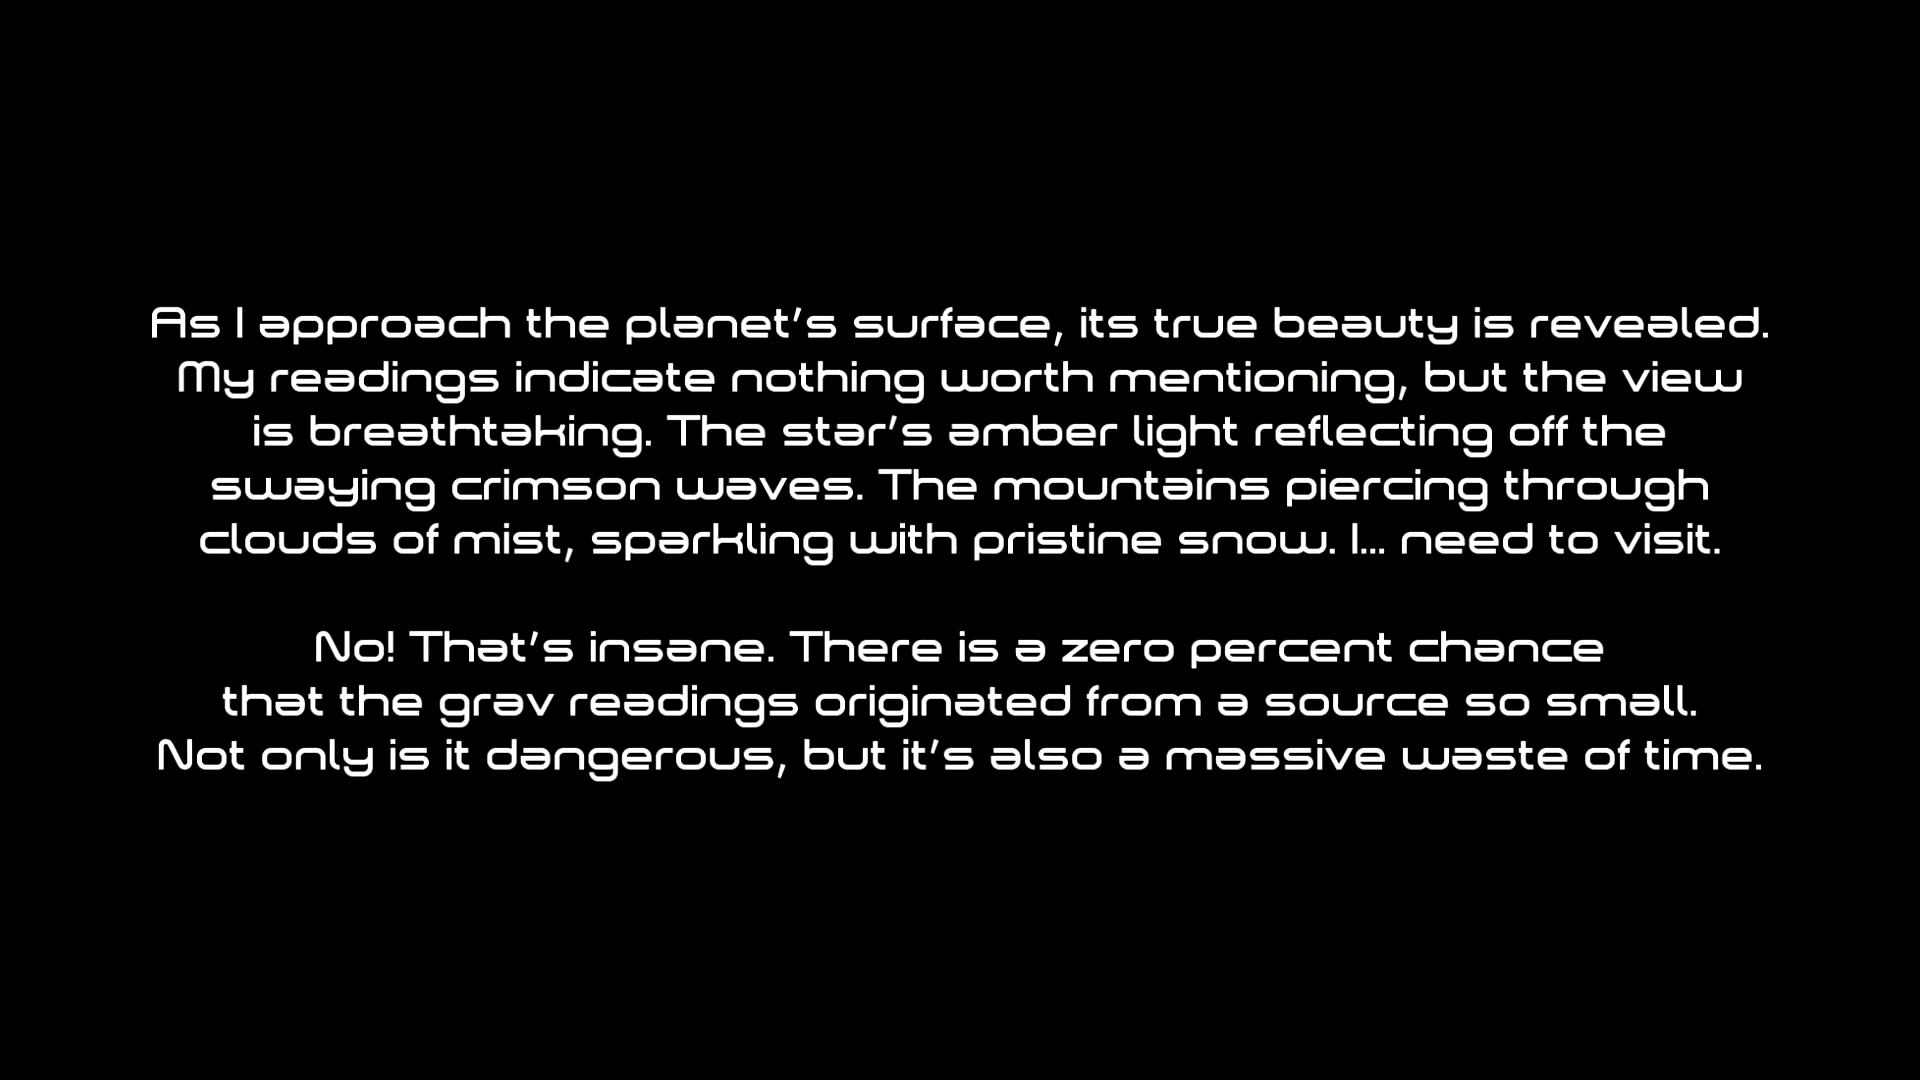 As I approach the planet's surface, its true beauty is revealed.
My readings indicate nothing worth mentioning, but the view
is breathtaking. The star's amber light reflecting off the
swaying crimson waves. The mountains piercing through
clouds of mist, sparkling with pristine snow. I... need to visit.
No! That's insane. There is a zero percent chance
that the grav readings originated from a source so small.
Not only is it dangerous, but it's also a massive waste of time.